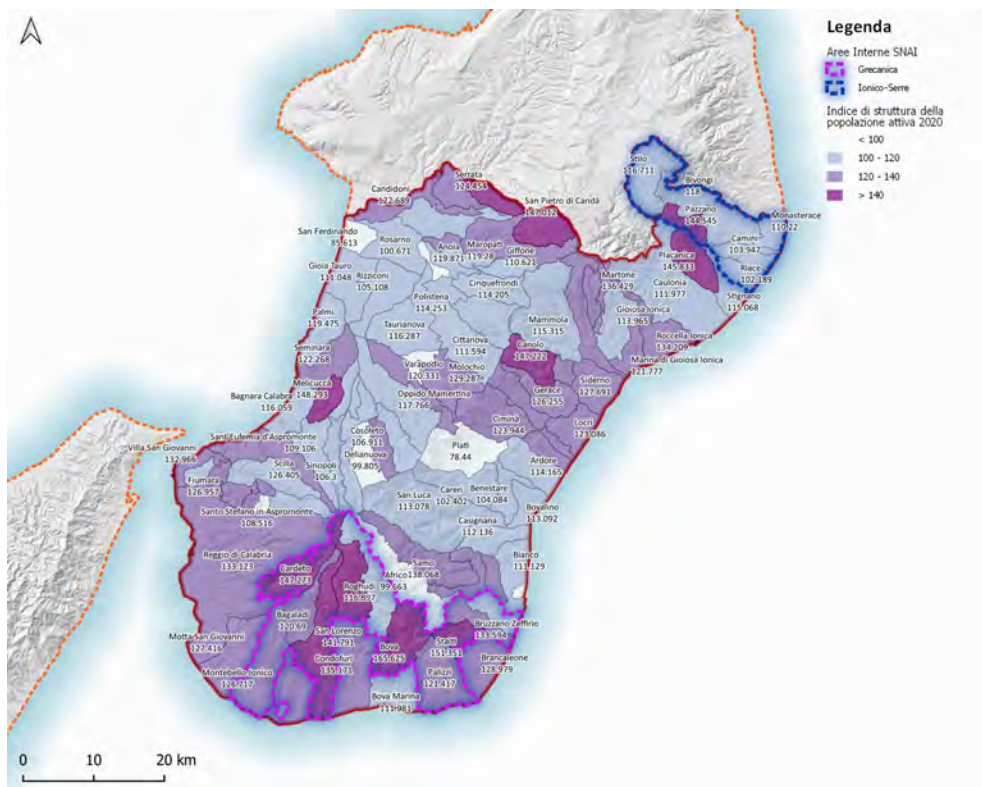 Legenda
Aree Interne SNAI
Grecanica
Ionico-Serre
Indice di struttura della
popolazione attiva 2020
< 100
100 - 120
120 - 140
> 140
Stilo
116.711
Bivongi
118
Serrata
124.454
Candidoni
122.689
San Pietro di Caridà
147.012
Pazzano
144.545
Monasterace
110.22
San Ferdinando
85.613
Rosarno
100.671
Anoia
119.871
Maropati
119.28
Giffone
110.621
Camini
103.947
Placanica
145.833
Riace
102.189
Gioia Tauro
111.048
Rizziconi
105.108
Cinquefrondi
114.205
Martone
136.429
Caulonia
111.977
Stignano
115.068
Polistena
114.253
Palmi
119.475
Gioiosa Ionica
113.965
Taurianova
116.287
Mammola
115.315
Roccella Ionica
134.209
Cittanova
111.594
Canolo
147.222
Seminara
122.268
Marina di Gioiosa Ionica
121.777
Varapodio
120.331
Molochio
129.287
Melicuccà
148.293
Siderno
127.691
Bagnara Calabra
116.059
Oppido Mamertina
117.766
Gerace
126.255
Ciminà
123.944
Locri
123.086
Sant'Eufemia d'Aspromonte
109.106
Cosoleto
106.911
Villa San Giovanni
132.966
Delianuova
99.805
Platì
78.44
Scilla
126.405
Sinopoli
106.3
Ardore
114.165
Fiumara
126.957
San Luca
113.078
Careri
102.402
Benestare
104.084
Santo Stefano in Aspromonte
108.516
Bovalino
113.092
Casignana
112.136
Reggio di Calabria
133.123
Bianco
111.129
Cardeto
147.273
Samo
138.068
Africo
99.663
Roghudi
Bagaladi
120.69
Bruzzano Zeffirio
133.594
San Lorenzo
141.791
Motta San Giovanni
127.416
Staiti
151.351
Bova
165.625
Condofuri
135.171
Brancaleone
128.979
Montebello Ionico
126.717
Palizzi
121.417
Bova Marina
111.981
0 10 20 km